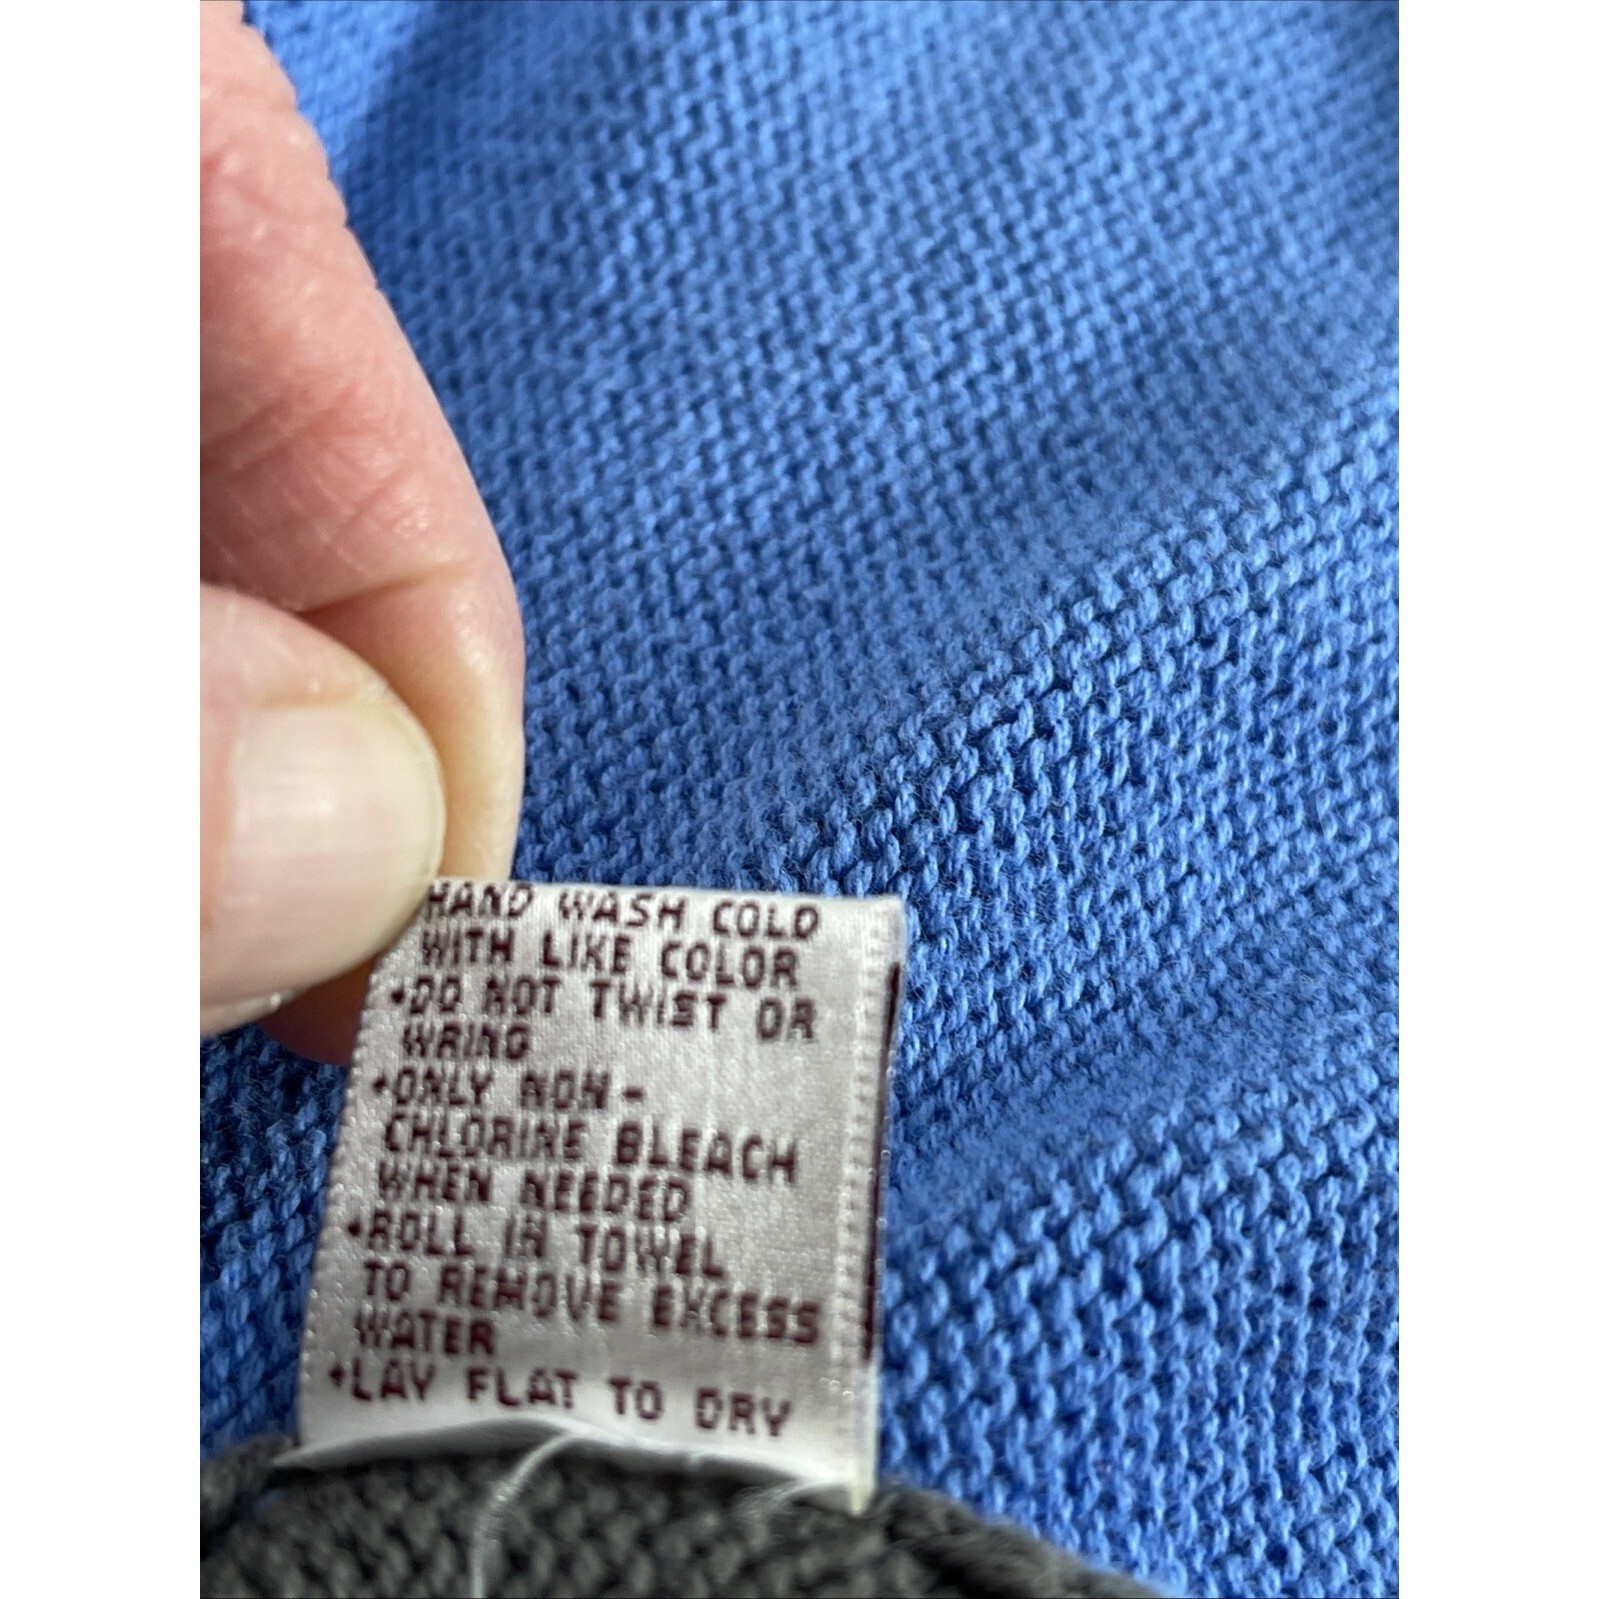 HAND WASH COLD
WITH LIKE COLOR
•DO NOT TWIST OR
WRING
•ONLY NON-
CHLORINE BLEACH
WHEN NEEDED
•ROLL IN TOWEL
TO REMOVE EXCESS
WATER
•LAY FLAT TO DRY